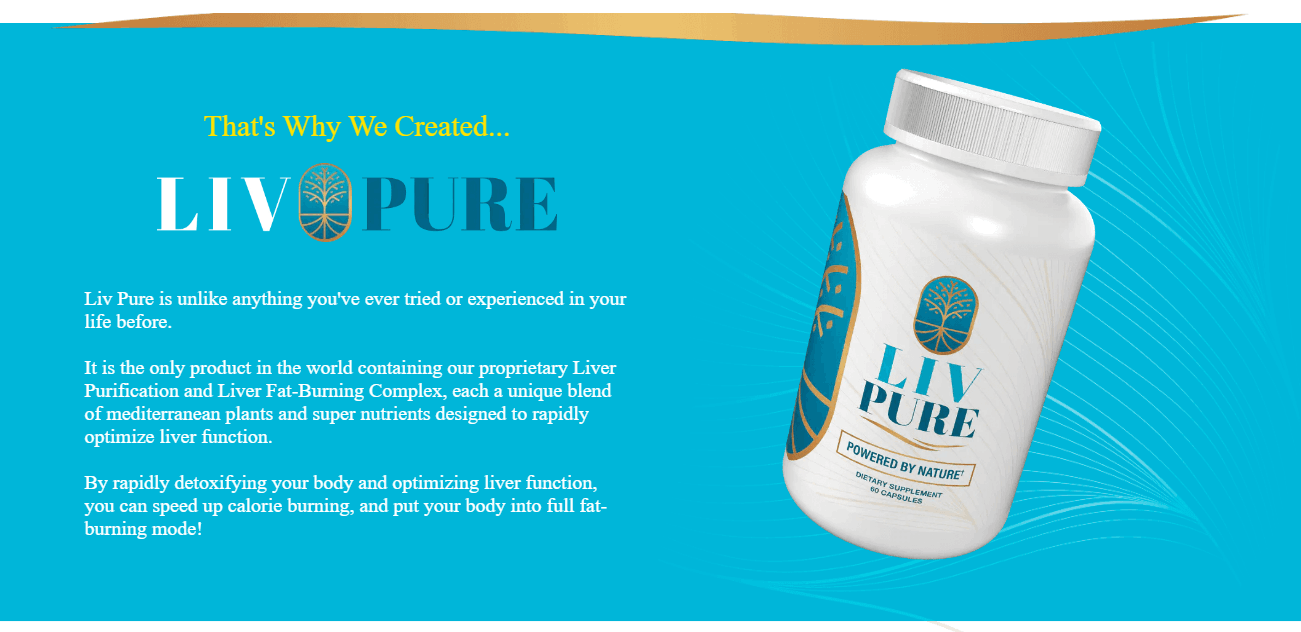 That's Why We Created...
LIV PURE
Liv Pure is unlike anything you've ever tried or experienced in your
life before.
It is the only product in the world containing our proprietary Liver
Purification and Liver Fat-Burning Complex, each a unique blend
of mediterranean plants and super nutrients designed to rapidly
optimize liver function.
By rapidly detoxifying your body and optimizing liver function,
you can speed up calorie burning, and put your body into full fat-
burning mode!
LIV
PURE
POWERED BY NATURE†
DIETARY SUPPLEMENT
60 CAPSULES